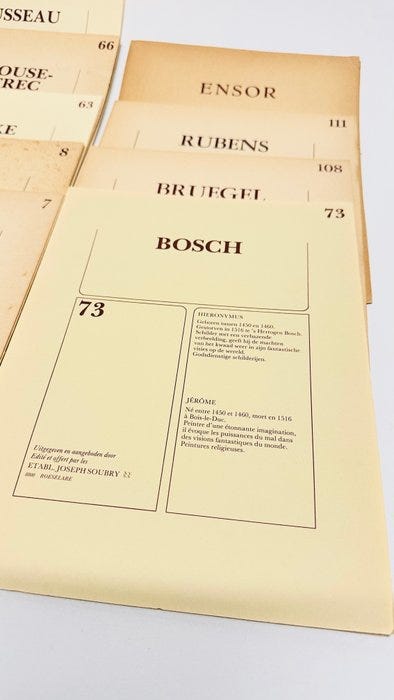 USSEAU
66
OUSE-
TREC
63
KE
8
7
ENSOR
111
RUBENS
108
BRUEGEL
73
BOSCH
73
HIERONYMUS
Geboren tussen 1450 en 1460.
Gestorven in 1516 te 's Hertogen Bosch.
Schilder met een verbazende
verbeelding, geeft hij de machten
van het kwaad weer in zijn fantastische
visies op de wereld.
Godsdienstige schilderijen.
JÉRÔME
Né entre 1450 et 1460, mort en 1516
à Bois-le-Duc.
Peintre d'une étonnante imagination,
il évoque les puissances du mal dans
des visions fantastiques du monde.
Peintures religieuses.
Uitgegeven en aangeboden door
Edité et offert par les
ETABL. JOSEPH SOUBRY
8800 ROESELARE